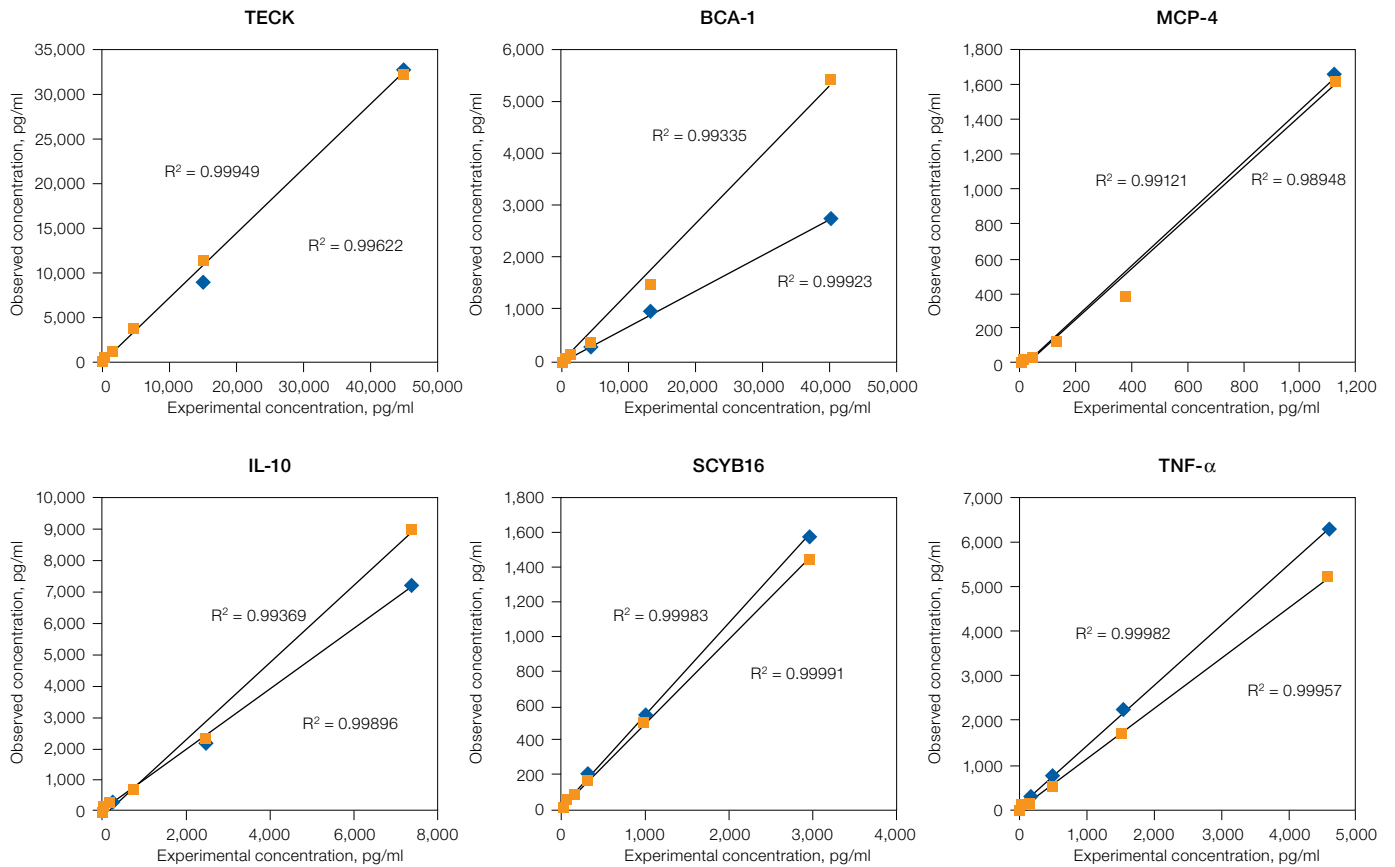 TECK
35,000
30,000
25,000
20,000
15,000
10,000
5,000
0
Observed concentration, pg/ml
R² = 0.99949
R² = 0.99622
0 10,000 20,000 30,000 40,000 50,000
Experimental concentration, pg/ml
BCA-1
6,000
5,000
4,000
3,000
2,000
1,000
0
Observed concentration, pg/ml
R² = 0.99335
R² = 0.99923
0 10,000 20,000 30,000 40,000 50,000
Experimental concentration, pg/ml
MCP-4
1,800
1,600
1,400
1,200
1,000
800
600
400
200
0
Observed concentration, pg/ml
R² = 0.99121
R² = 0.98948
0 200 400 600 800 1,000 1,200
Experimental concentration, pg/ml
IL-10
10,000
9,000
8,000
7,000
6,000
5,000
4,000
3,000
2,000
1,000
0
Observed concentration, pg/ml
R² = 0.99369
R² = 0.99896
0 2,000 4,000 6,000 8,000
Experimental concentration, pg/ml
SCYB16
1,800
1,600
1,400
1,200
1,000
800
600
400
200
0
Observed concentration, pg/ml
R² = 0.99983
R² = 0.99991
0 1,000 2,000 3,000 4,000
Experimental concentration, pg/ml
TNF-α
7,000
6,000
5,000
4,000
3,000
2,000
1,000
0
Observed concentration, pg/ml
R² = 0.99982
R² = 0.99957
0 1,000 2,000 3,000 4,000 5,000
Experimental concentration, pg/ml